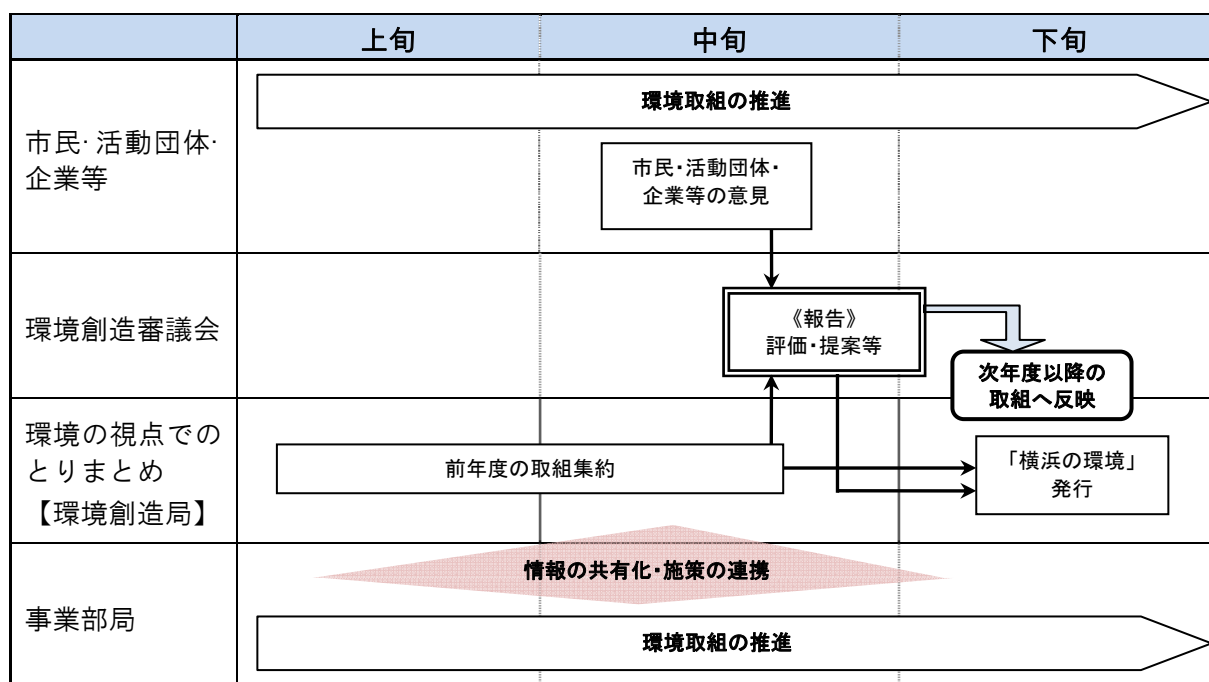 上旬
中旬
下旬
環境取組の推進
市民･活動団体･
企業等
市民･活動団体･
企業等の意見
環境創造審議会
《報告》
評価･提案等
次年度以降の
取組へ反映
環境の視点での
とりまとめ
【環境創造局】
前年度の取組集約
「横浜の環境」
発行
情報の共有化･施策の連携
事業部局
環境取組の推進